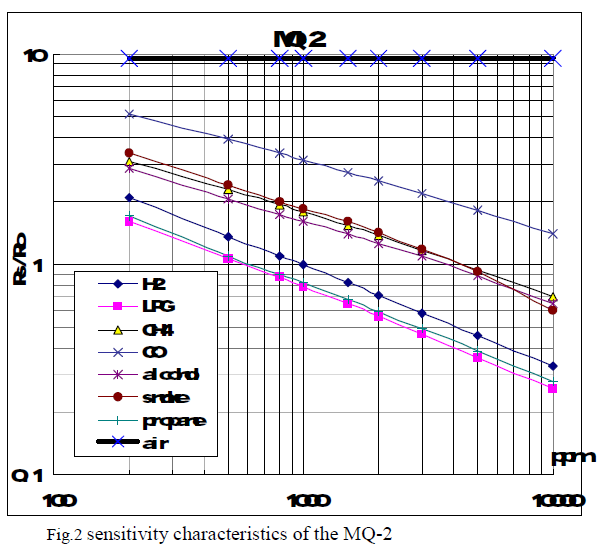 MQ-2
10
Rs/Ro
1
H2
LPG
CH4
CO
alcohol
smoke
propane
air
ppm
0.1
100
1000
10000
Fig.2 sensitivity characteristics of the MQ-2